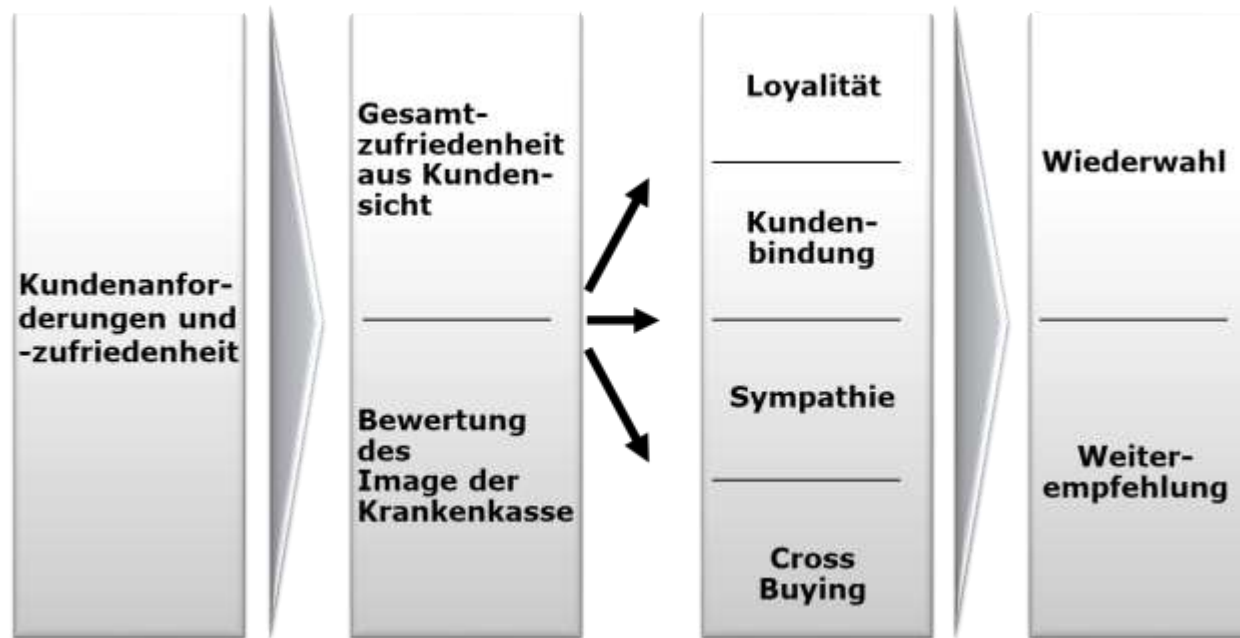 Kundenanfor-
derungen und
-zufriedenheit
Gesamt-
zufriedenheit
aus Kunden-
sicht
Bewertung
des
Image der
Krankenkasse
Loyalität
Kunden-
bindung
Sympathie
Cross
Buying
Wiederwahl
Weiter-
empfehlung